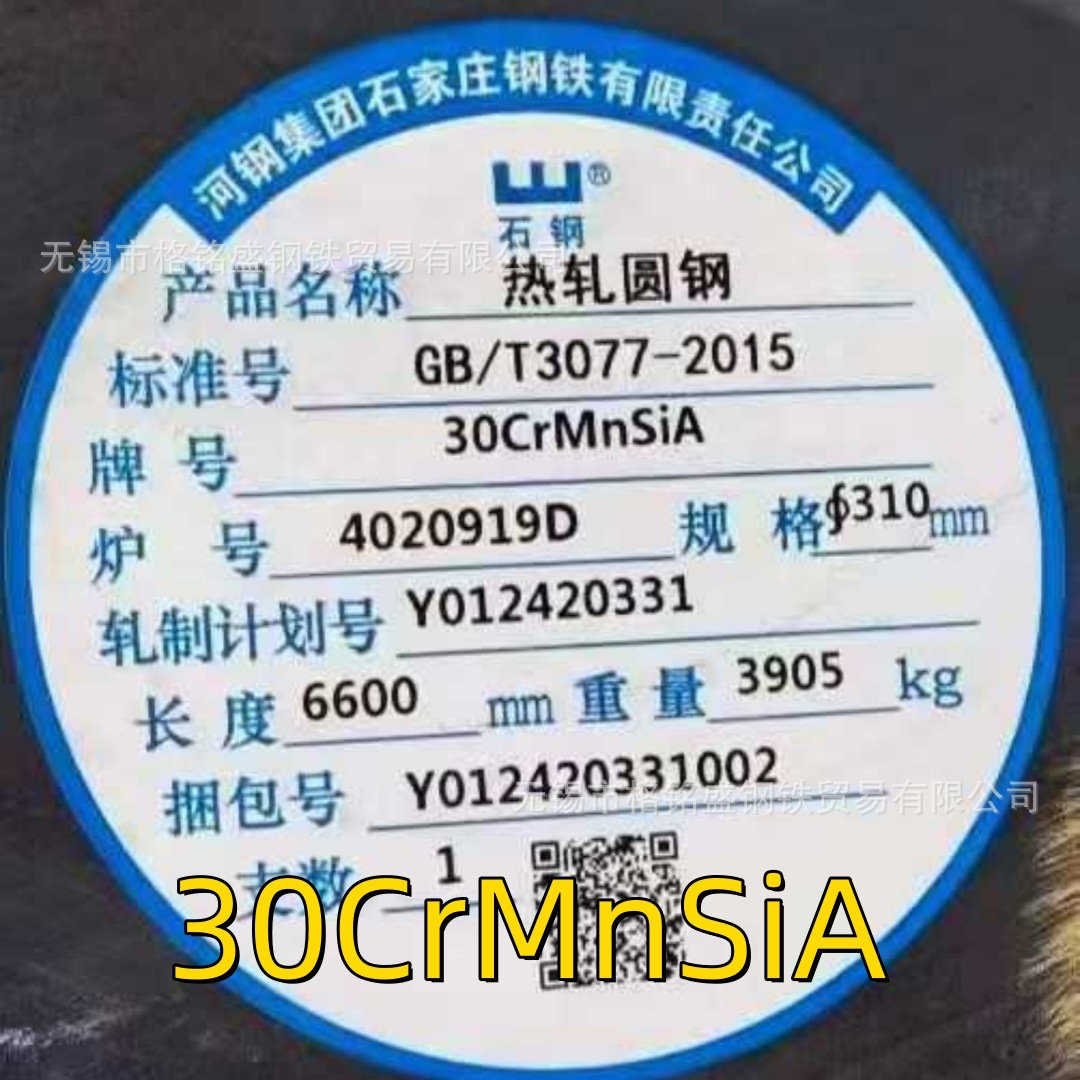 河钢集团石家庄钢铁有限责任公司
®
石钢
无锡市格铭盛钢铁贸易有限公司
产品名称 热轧圆钢
标准号 GB/T3077-2015
牌号 30CrMnSiA
炉号 4020919D 规格 ∮310 mm
轧制计划号 Y012420331
长度 6600 mm 重量 3905 kg
捆包号 Y012420331002
无锡市格铭盛钢铁贸易有限公司
支数 1
30CrMnSiA